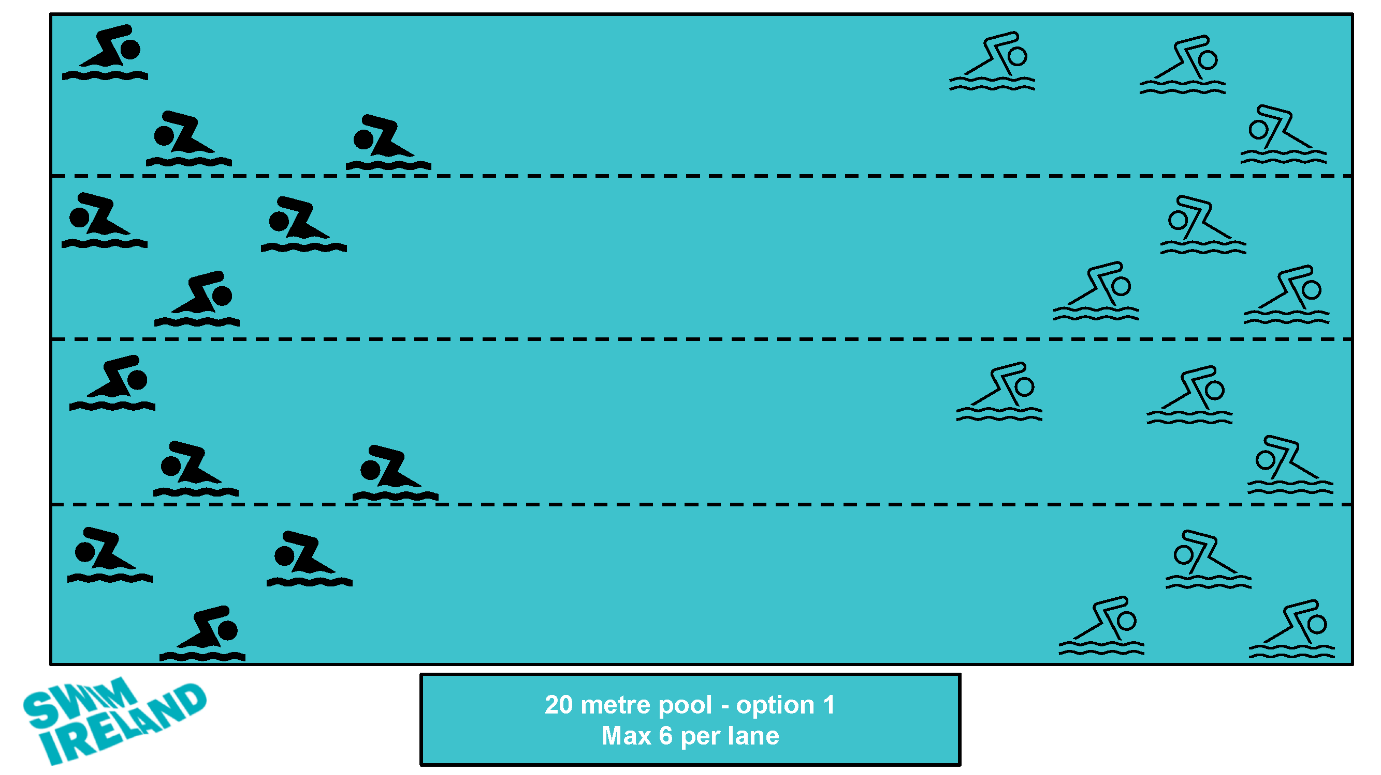 SWIM
IRELAND
20 metre pool - option 1
Max 6 per lane